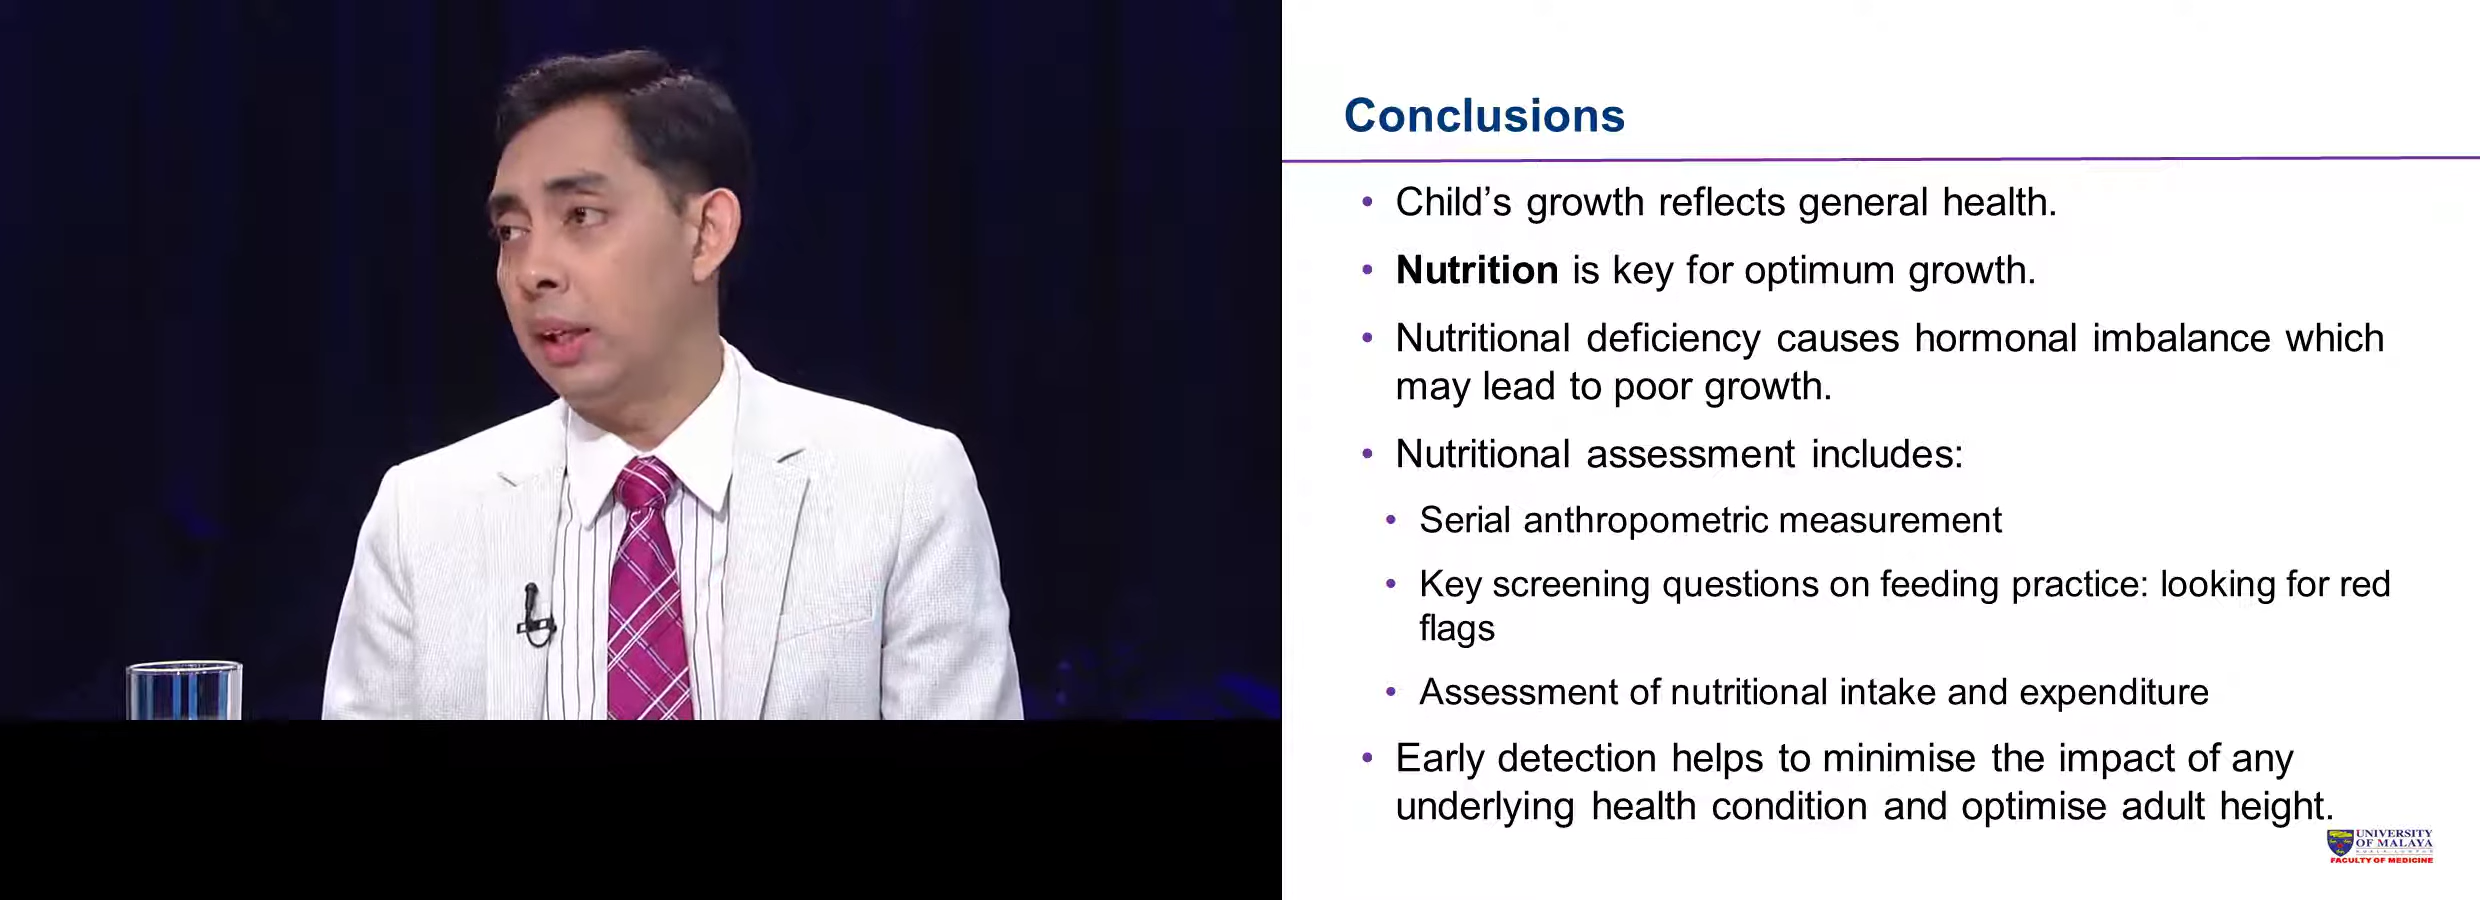 Conclusions
• Child’s growth reflects general health.
• Nutrition is key for optimum growth.
• Nutritional deficiency causes hormonal imbalance which
may lead to poor growth.
• Nutritional assessment includes:
• Serial anthropometric measurement
• Key screening questions on feeding practice: looking for red
flags
• Assessment of nutritional intake and expenditure
• Early detection helps to minimise the impact of any
underlying health condition and optimise adult height.
UNIVERSITY
OF MALAYA
FACULTY OF MEDICINE